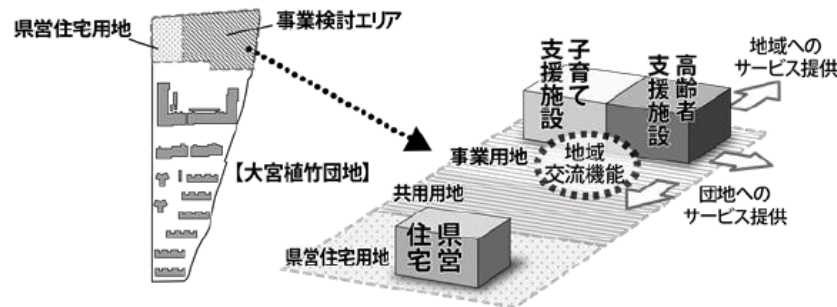 県営住宅用地
事業検討エリア
【大宮植竹団地】
子育て
支援施設
高齢者
支援施設
地域への
サービス提供
事業用地
地域
交流機能
団地への
サービス提供
共用用地
県営住宅用地
県営
住宅